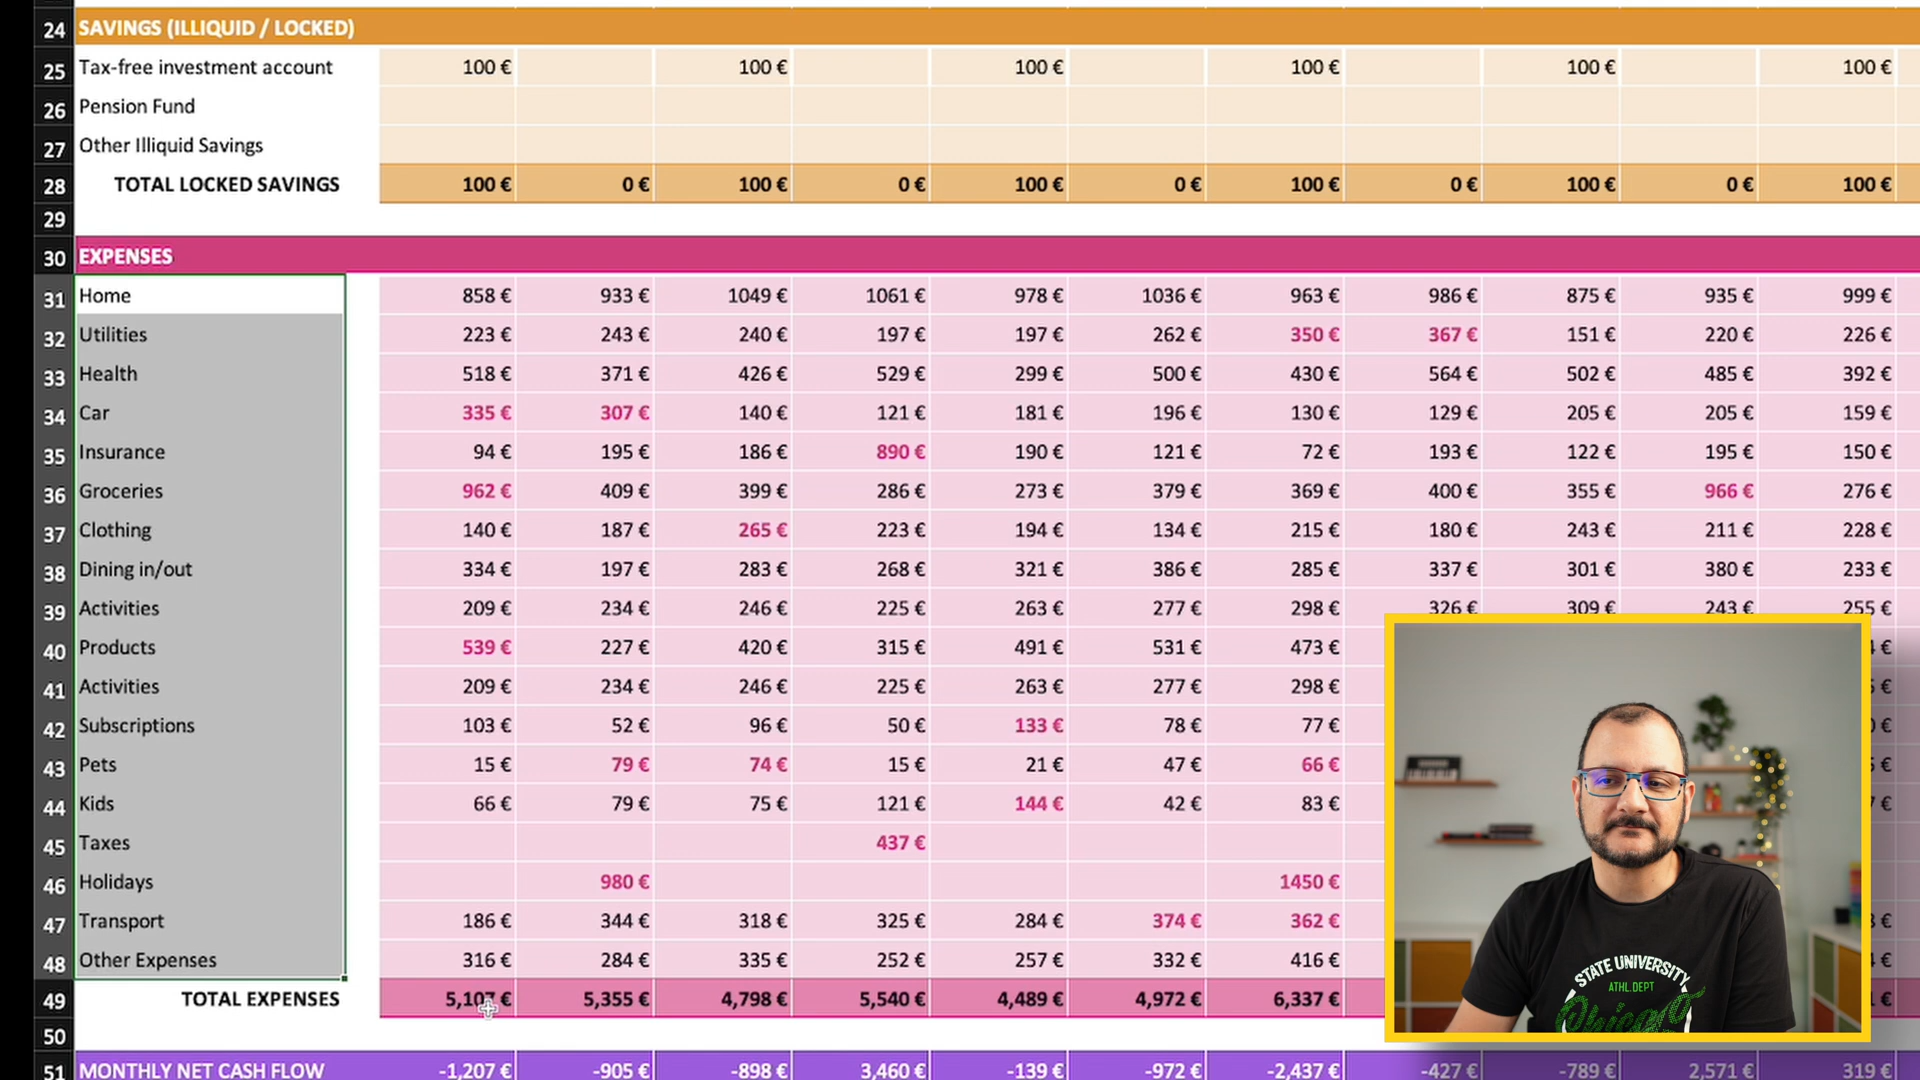 24 SAVINGS (ILLIQUID / LOCKED)
25 Tax-free investment account 100 € 100 € 100 € 100 € 100 € 100 €
26 Pension Fund
27 Other Illiquid Savings
28 TOTAL LOCKED SAVINGS 100 € 0 € 100 € 0 € 100 € 0 € 100 € 0 € 100 € 0 € 100 €
29
30 EXPENSES
31 Home 858 € 933 € 1049 € 1061 € 978 € 1036 € 963 € 986 € 875 € 935 € 999 €
32 Utilities 223 € 243 € 240 € 197 € 197 € 262 € 350 € 367 € 151 € 220 € 226 €
33 Health 518 € 371 € 426 € 529 € 299 € 500 € 430 € 564 € 502 € 485 € 392 €
34 Car 335 € 307 € 140 € 121 € 181 € 196 € 130 € 129 € 205 € 205 € 159 €
35 Insurance 94 € 195 € 186 € 890 € 190 € 121 € 72 € 193 € 122 € 195 € 150 €
36 Groceries 962 € 409 € 399 € 286 € 273 € 379 € 369 € 400 € 355 € 966 € 276 €
37 Clothing 140 € 187 € 265 € 223 € 194 € 134 € 215 € 180 € 243 € 211 € 228 €
38 Dining in/out 334 € 197 € 283 € 268 € 321 € 386 € 285 € 337 € 301 € 380 € 233 €
39 Activities 209 € 234 € 246 € 225 € 263 € 277 € 298 € 326 € 309 € 243 € 255 €
40 Products 539 € 227 € 420 € 315 € 491 € 531 € 473 € €
41 Activities 209 € 234 € 246 € 225 € 263 € 277 € 298 € €
42 Subscriptions 103 € 52 € 96 € 50 € 133 € 78 € 77 € €
43 Pets 15 € 79 € 74 € 15 € 21 € 47 € 66 € €
44 Kids 66 € 79 € 75 € 121 € 144 € 42 € 83 € €
45 Taxes 437 €
46 Holidays 980 € 1450 €
47 Transport 186 € 344 € 318 € 325 € 284 € 374 € 362 € €
48 Other Expenses 316 € 284 € 335 € 252 € 257 € 332 € 416 € €
49 TOTAL EXPENSES 5,107 € 5,355 € 4,798 € 5,540 € 4,489 € 4,972 € 6,337 € €
50
51 MONTHLY NET CASH FLOW -1,207 € -905 € -898 € 3,460 € -139 € -972 € -2,437 € -427 € -789 € 2,571 € 319 €
STATE UNIVERSITY
ATHL.DEPT
Chicago